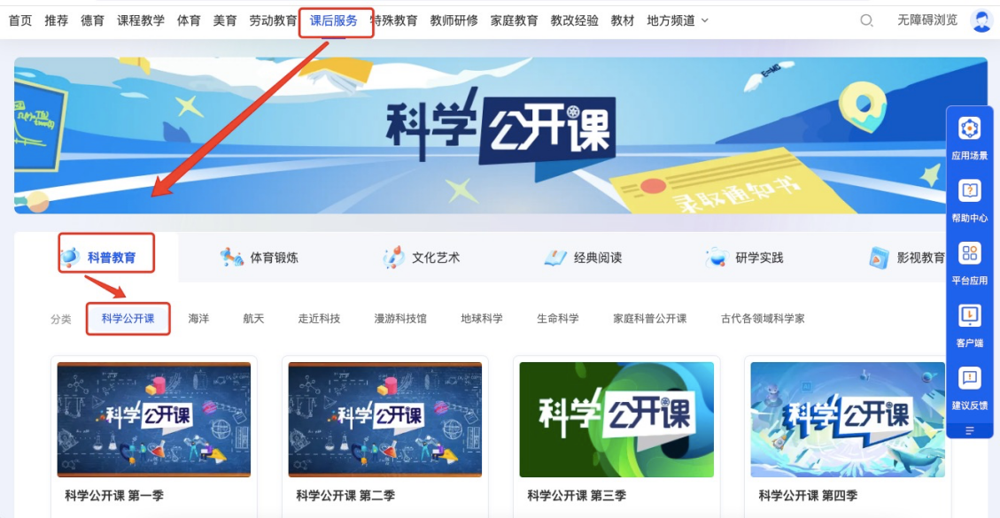 首页 推荐 德育 课程教学 体育 美育 劳动教育 课后服务 特殊教育 教师研修 家庭教育 教改经验 教材 地方频道 无障碍浏览
E=MC
科学公开课
录取通知书
应用场景
帮助中心
平台应用
客户端
建议反馈
科普教育 体育锻炼 文化艺术 经典阅读 研学实践 影视教育
分类 科学公开课 海洋 航天 走近科技 漫游科技馆 地球科学 生命科学 家庭科普公开课 古代各领域科学家
科学公开课 科学公开课 科学公开课 科学公开课
科学公开课 第一季 科学公开课 第二季 科学公开课 第三季 科学公开课 第四季